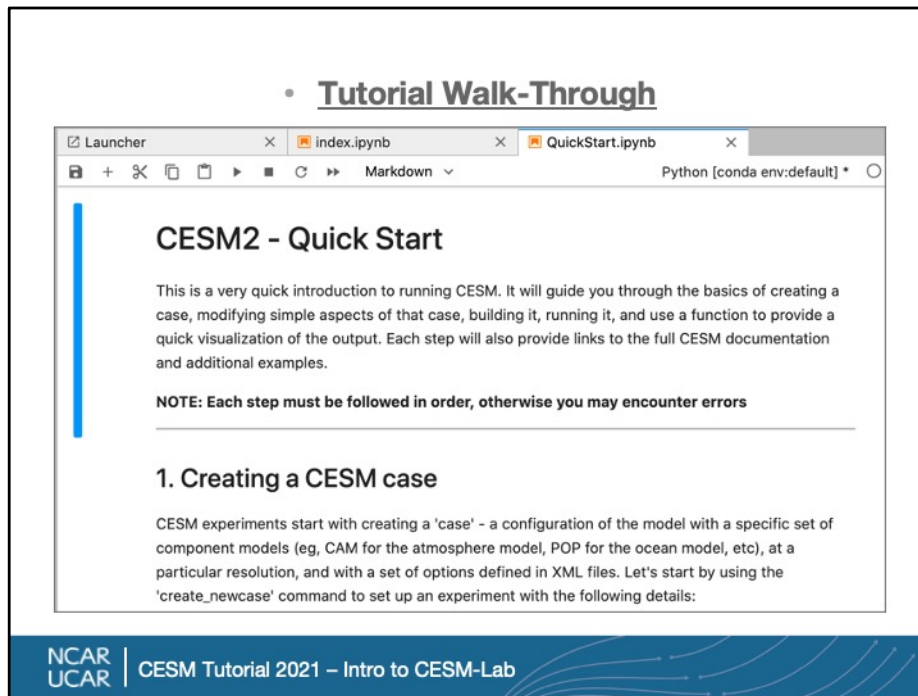 • Tutorial Walk-Through
Launcher
index.ipynb
QuickStart.ipynb
Markdown
Python [conda env:default] *
CESM2 - Quick Start
This is a very quick introduction to running CESM. It will guide you through the basics of creating a
case, modifying simple aspects of that case, building it, running it, and use a function to provide a
quick visualization of the output. Each step will also provide links to the full CESM documentation
and additional examples.
NOTE: Each step must be followed in order, otherwise you may encounter errors
1. Creating a CESM case
CESM experiments start with creating a 'case' - a configuration of the model with a specific set of
component models (eg, CAM for the atmosphere model, POP for the ocean model, etc), at a
particular resolution, and with a set of options defined in XML files. Let's start by using the
'create_newcase' command to set up an experiment with the following details:
NCAR
UCAR
CESM Tutorial 2021 – Intro to CESM-Lab